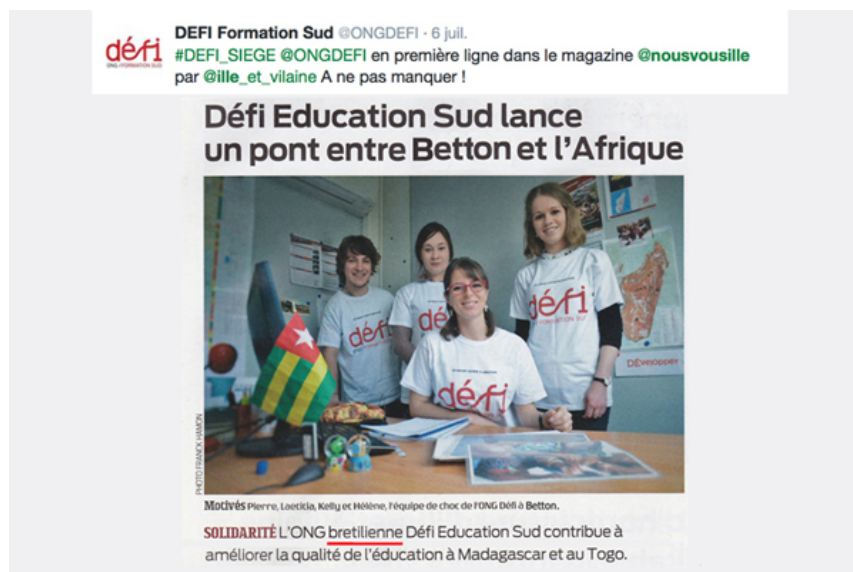 défi
ONG FORMATION SUD
DEFI Formation Sud @ONGDEFI · 6 juil.
#DEFI_SIEGE @ONGDEFI en première ligne dans le magazine @nousvousille
par @ille_et_vilaine A ne pas manquer !
Défi Education Sud lance
un pont entre Betton et l'Afrique
défi
défi
défi
FORMATION SUD
défi
DÉvelopper
PHOTO FRANCK HAMON
Motivés Pierre, Laetitia, Kelly et Hélène, l'équipe de choc de l'ONG Défi à Betton.
SOLIDARITÉ L'ONG bretilienne Défi Education Sud contribue à
améliorer la qualité de l'éducation à Madagascar et au Togo.